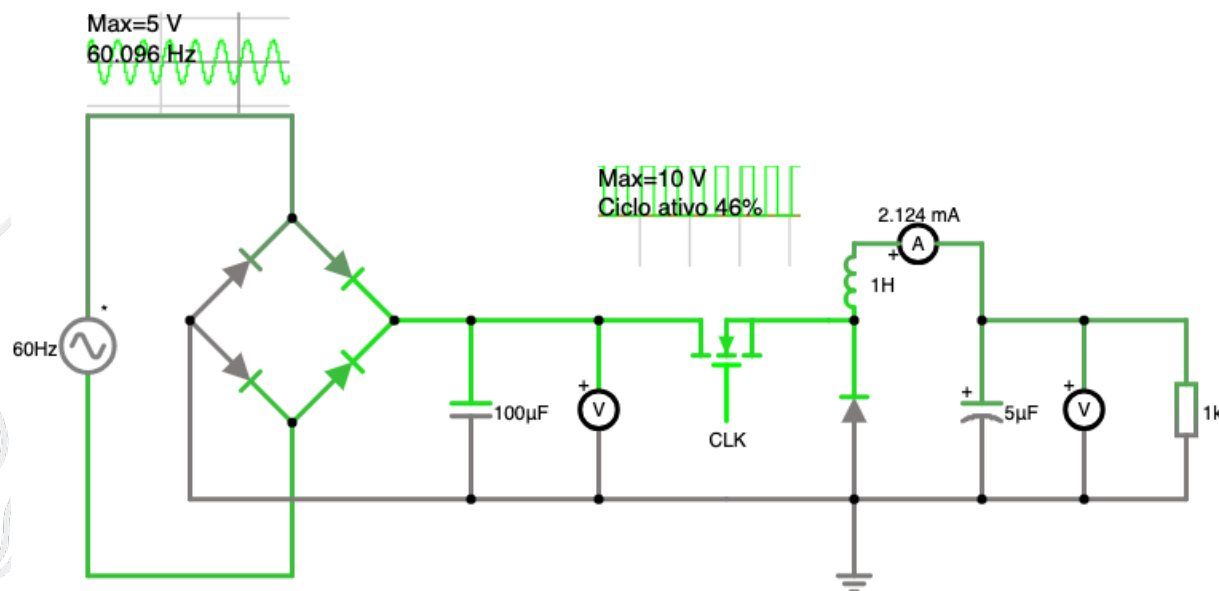 Max=5 V
60.096 Hz
*
60Hz
+
100µF
V
Max=10 V
Ciclo ativo 46%
CLK
2.124 mA
+
A
1H
+
5µF
+
V
1k